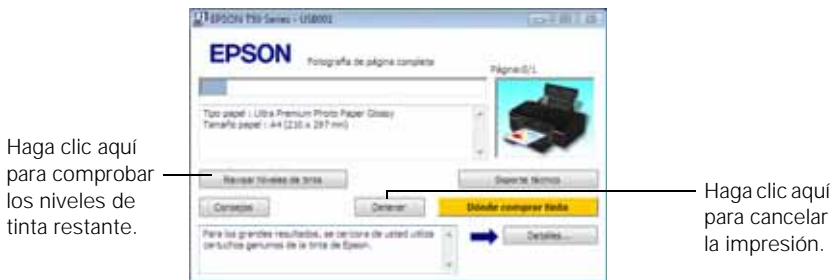 EPSON T50 Series - USB001
EPSON
Fotografía de página completa
Página:0/1
Tipo papel : Ultra Premium Photo Paper Glossy
Tamaño papel : A4 (210 x 297 mm)
Haga clic aquí
para comprobar
los niveles de
tinta restante.
Revisar niveles de tinta
Soporte técnico
Consejos
Detener
Dónde comprar tinta
Haga clic aquí
para cancelar
la impresión.
Para los grandes resultados, se cerciora de usted utiliza
cartuchos genuinos de la tinta de Epson.
Detalles...